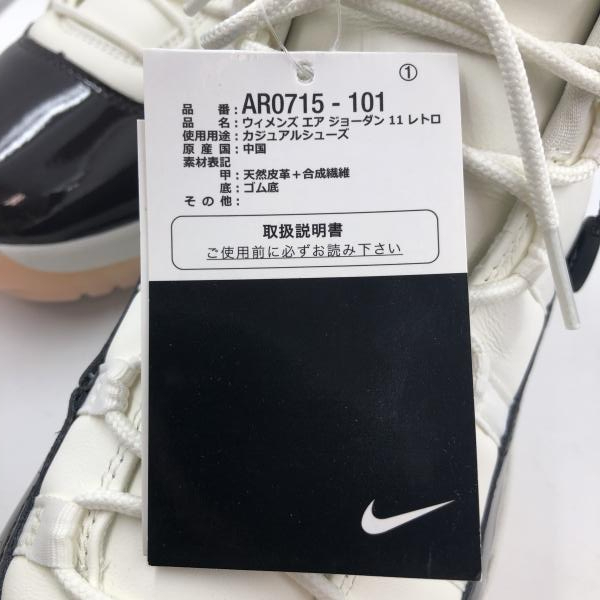 ①
品番：AR0715 - 101
品名：ウィメンズ エア ジョーダン 11 レトロ
使用用途：カジュアルシューズ
原産国：中国
素材表記
甲：天然皮革＋合成繊維
底：ゴム底
その他：
取扱説明書
ご使用前に必ずお読み下さい